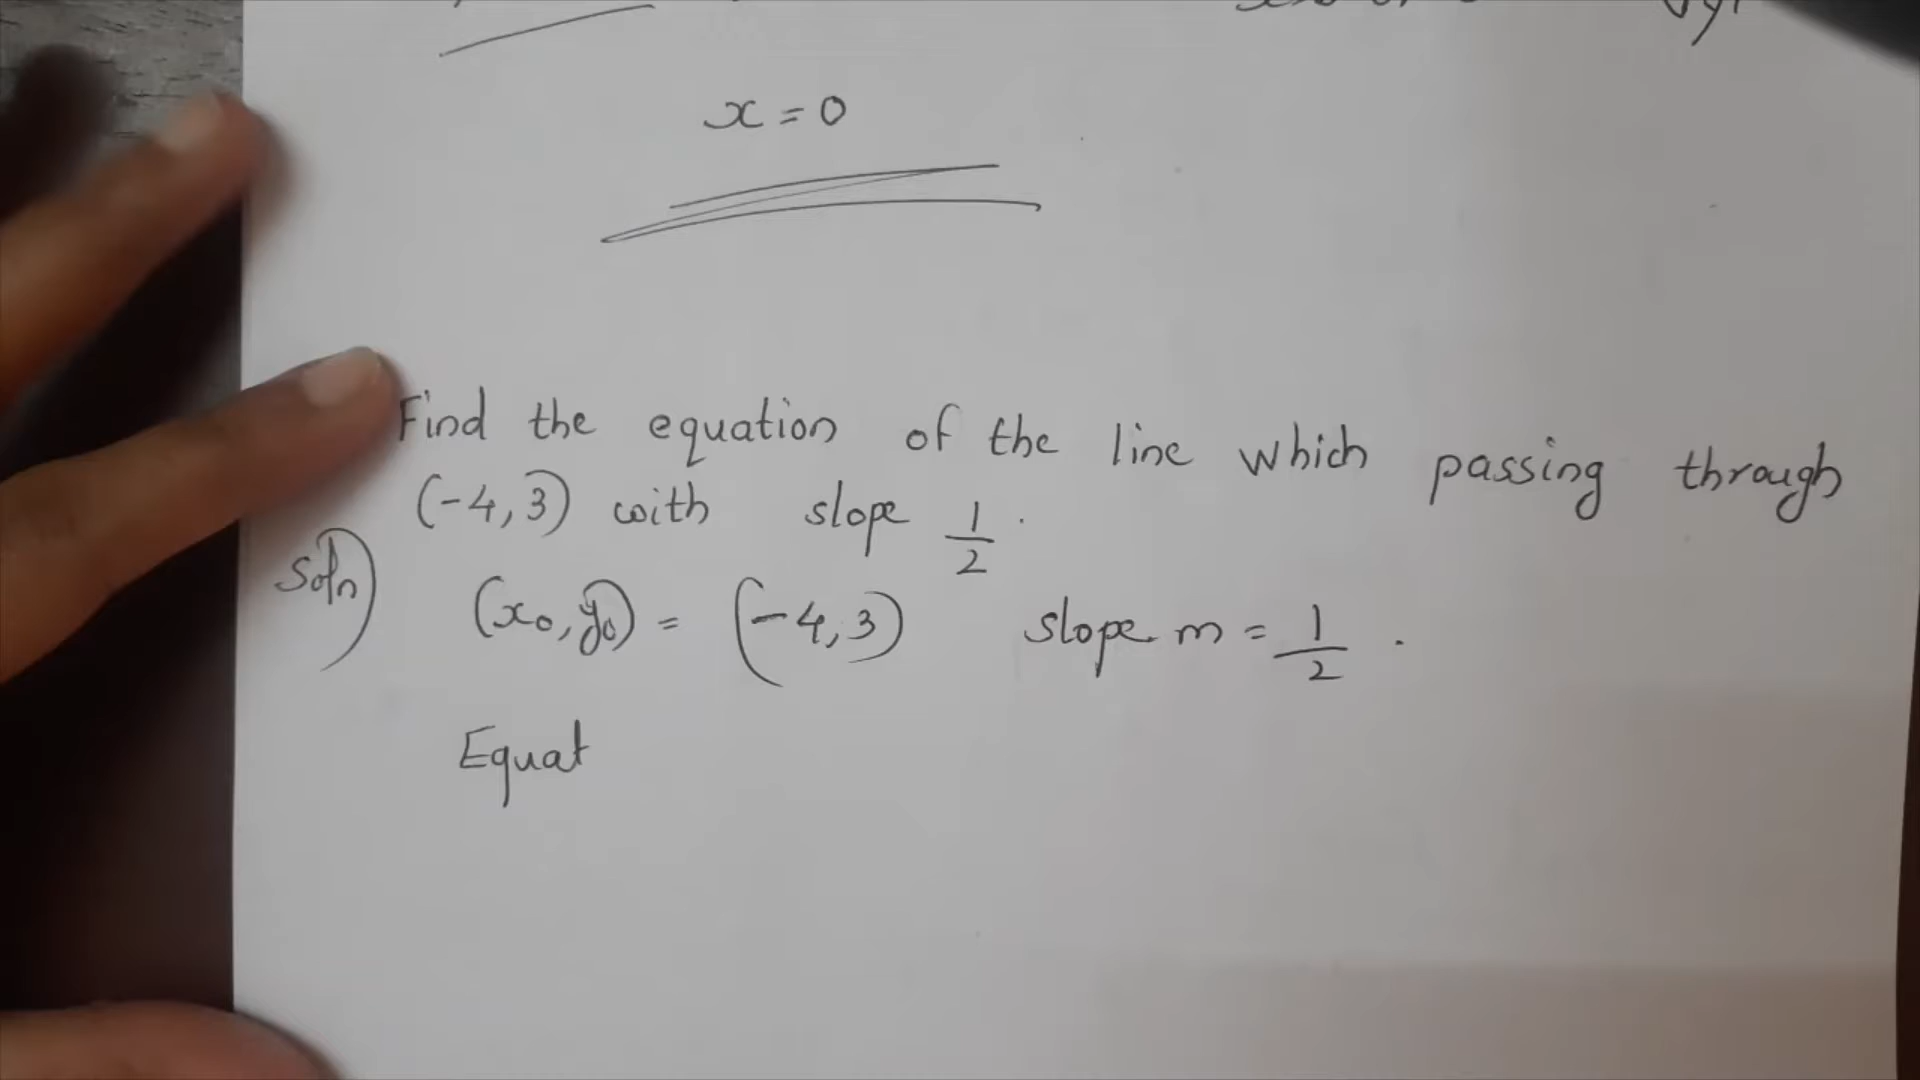 x = 0
Find the equation of the line which passing through
(-4,3) with slope 1/2.
Soln) (x₀,y₀) = (-4,3) slope m = 1/2.
Equat